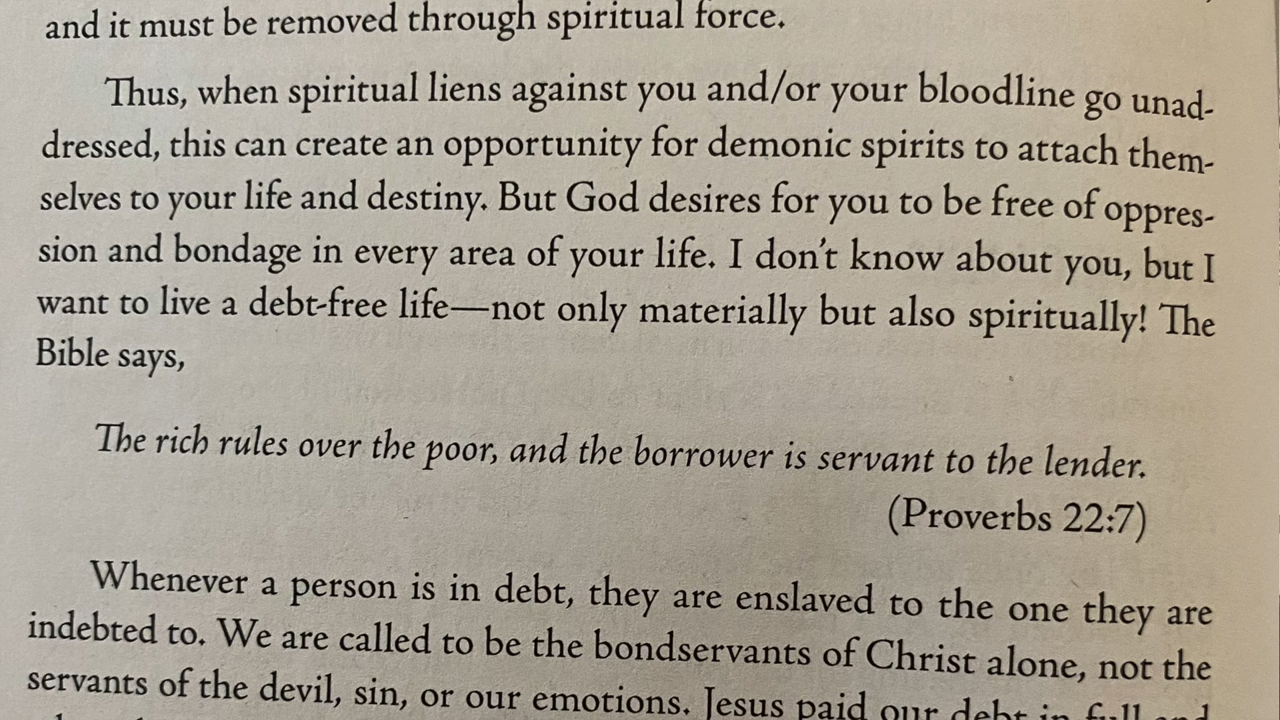 and it must be removed through spiritual force.
Thus, when spiritual liens against you and/or your bloodline go unad-
dressed, this can create an opportunity for demonic spirits to attach them-
selves to your life and destiny. But God desires for you to be free of oppres-
sion and bondage in every area of your life. I don’t know about you, but I
want to live a debt-free life—not only materially but also spiritually! The
Bible says,
The rich rules over the poor, and the borrower is servant to the lender.
(Proverbs 22:7)
Whenever a person is in debt, they are enslaved to the one they are
indebted to. We are called to be the bondservants of Christ alone, not the
servants of the devil, sin, or our emotions. Jesus paid our debt in full and